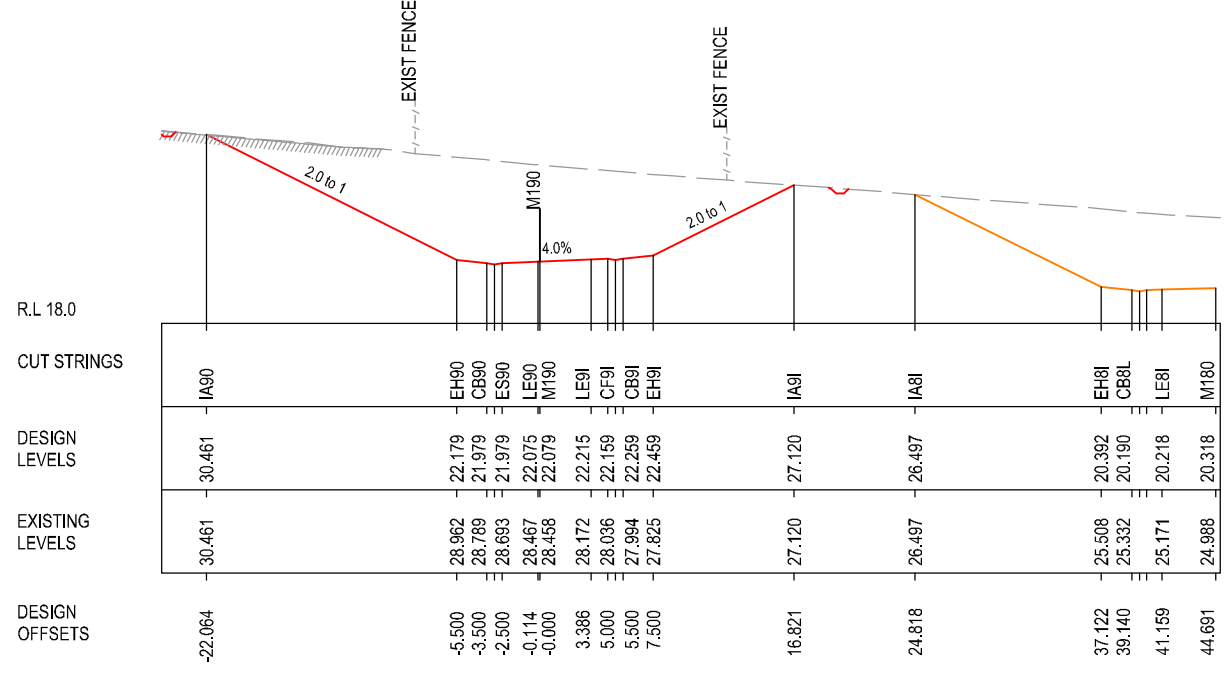 EXIST FENCE
EXIST FENCE
2.0 to 1
M190
4.0%
2.0 to 1
R.L 18.0
CUT STRINGS
IA90 EH90 CB90 ES90 LE90 M190 LE9I CF9I CB9I EH9I IA9I IA8I EH8I CB8L LE8I M180
DESIGN
LEVELS
30.461 22.179 21.979 21.979 22.075 22.079 22.215 22.159 22.259 22.459 27.120 26.497 20.392 20.190 20.218 20.318
EXISTING
LEVELS
30.461 28.962 28.789 28.693 28.467 28.458 28.172 28.036 27.994 27.825 27.120 26.497 25.508 25.332 25.171 24.988
DESIGN
OFFSETS
-22.064 -5.500 -3.500 -2.500 -0.114 -0.000 3.386 5.000 5.500 7.500 16.821 24.818 37.122 39.140 41.159 44.691